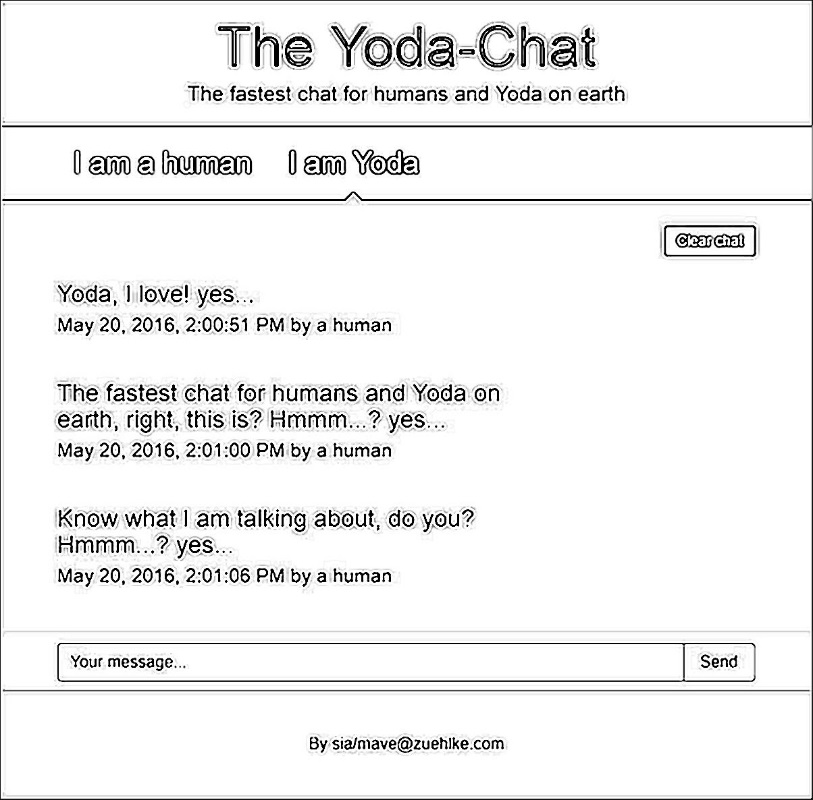 The Yoda-Chat
The fastest chat for humans and Yoda on earth
I am a human I am Yoda
Clear chat
Yoda, I love! yes...
May 20, 2016, 2:00:51 PM by a human
The fastest chat for humans and Yoda on
earth, right, this is? Hmmm...? yes...
May 20, 2016, 2:01:00 PM by a human
Know what I am talking about, do you?
Hmmm...? yes...
May 20, 2016, 2:01:06 PM by a human
Your message... Send
By sia/mave@zuehlke.com